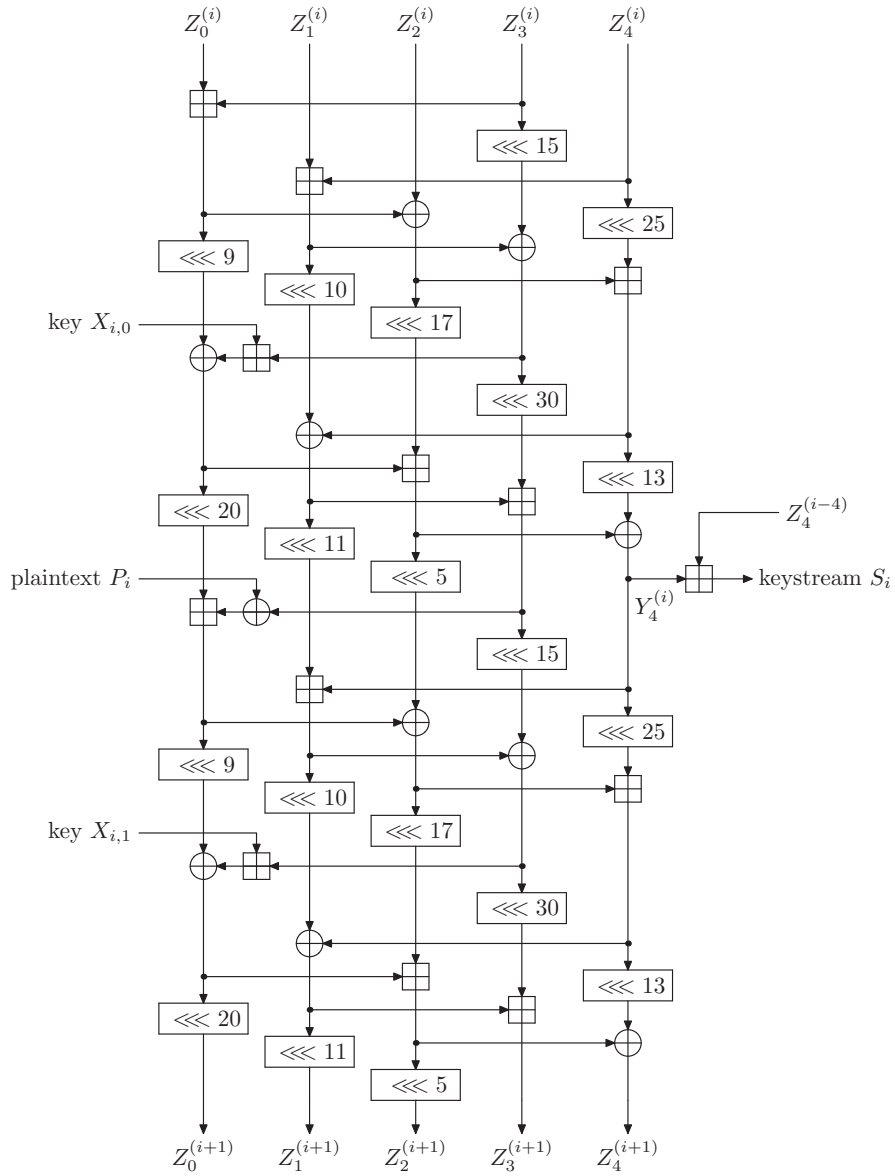 Z_0^{(i)} Z_1^{(i)} Z_2^{(i)} Z_3^{(i)} Z_4^{(i)}
⋘ 15
⋘ 25
⋘ 9
⋘ 10
⋘ 17
key X_{i,0}
⋘ 30
⋘ 13
⋘ 20
Z_4^{(i−4)}
⋘ 11
⋘ 5
plaintext P_i
keystream S_i
Y_4^{(i)}
⋘ 15
⋘ 25
⋘ 9
⋘ 10
⋘ 17
key X_{i,1}
⋘ 30
⋘ 13
⋘ 20
⋘ 11
⋘ 5
Z_0^{(i+1)} Z_1^{(i+1)} Z_2^{(i+1)} Z_3^{(i+1)} Z_4^{(i+1)}